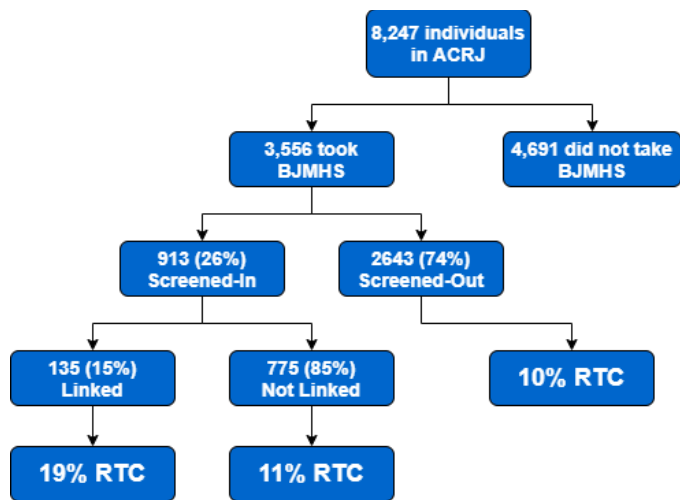 8,247 individuals
in ACRJ
3,556 took
BJMHS
4,691 did not take
BJMHS
913 (26%)
Screened-In
2643 (74%)
Screened-Out
135 (15%)
Linked
775 (85%)
Not Linked
10% RTC
19% RTC
11% RTC